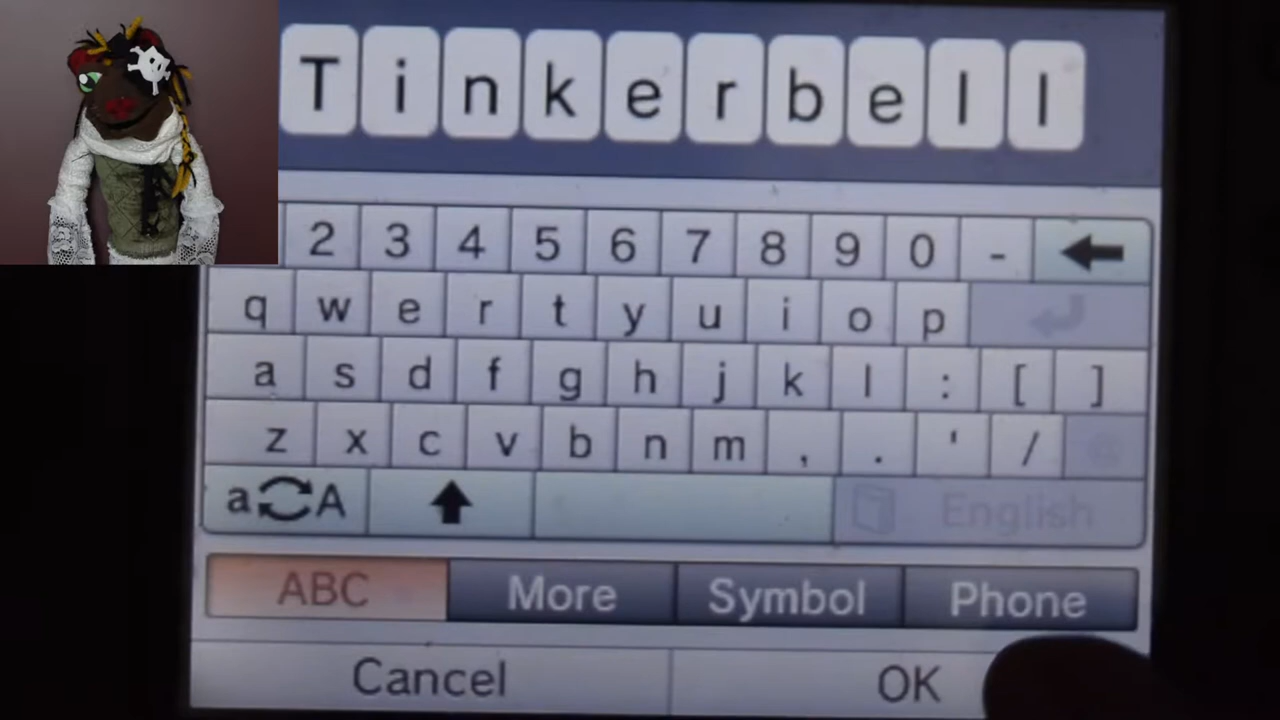 Tinkerbell
2 3 4 5 6 7 8 9 0 -
q w e r t y u i o p
a s d f g h j k l : [ ]
z x c v b n m , . ' /
a A
English
ABC More Symbol Phone
Cancel OK